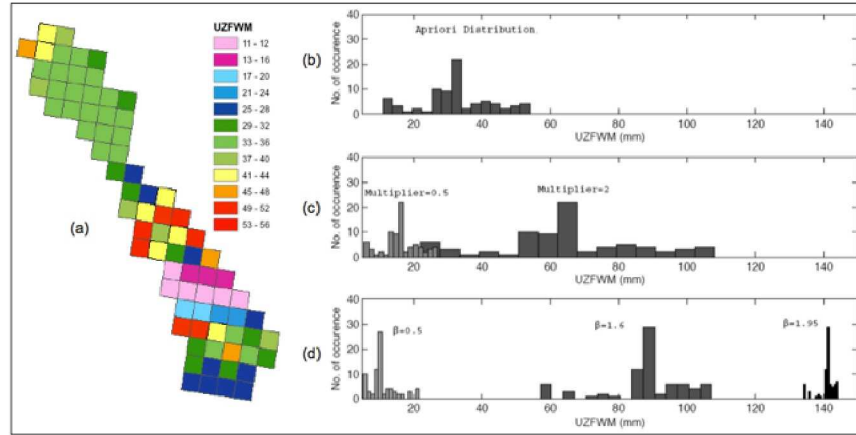 UZFWM
11 - 12
13 - 16
17 - 20
21 - 24
25 - 28
29 - 32
33 - 36
37 - 40
41 - 44
45 - 48
49 - 52
53 - 56
(a)
(b)
No. of occurence
40
30
20
10
0
Apriori Distribution
20 40 60 80 100 120 140
UZFWM (mm)
(c)
No. of occurence
40
20
10
0
Multiplier=0.5
Multiplier=2
20 40 60 80 100 120 140
UZFWM (mm)
(d)
No. of occurence
40
30
20
10
0
β=0.5
β=1.6
β=1.95
20 40 60 80 100 120 140
UZFWM (mm)